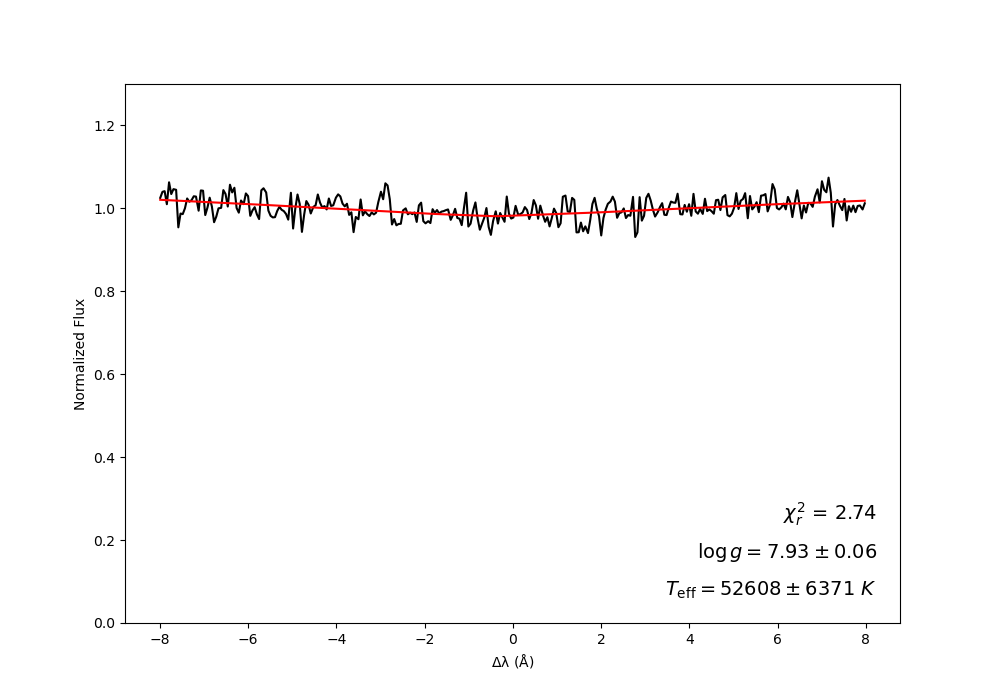 1.2
1.0
0.8
0.6
0.4
0.2
0.0
Normalized Flux
χ²ᵣ = 2.74
log g = 7.93 ± 0.06
T_eff = 52608 ± 6371 K
−8 −6 −4 −2 0 2 4 6 8
Δλ (Å)